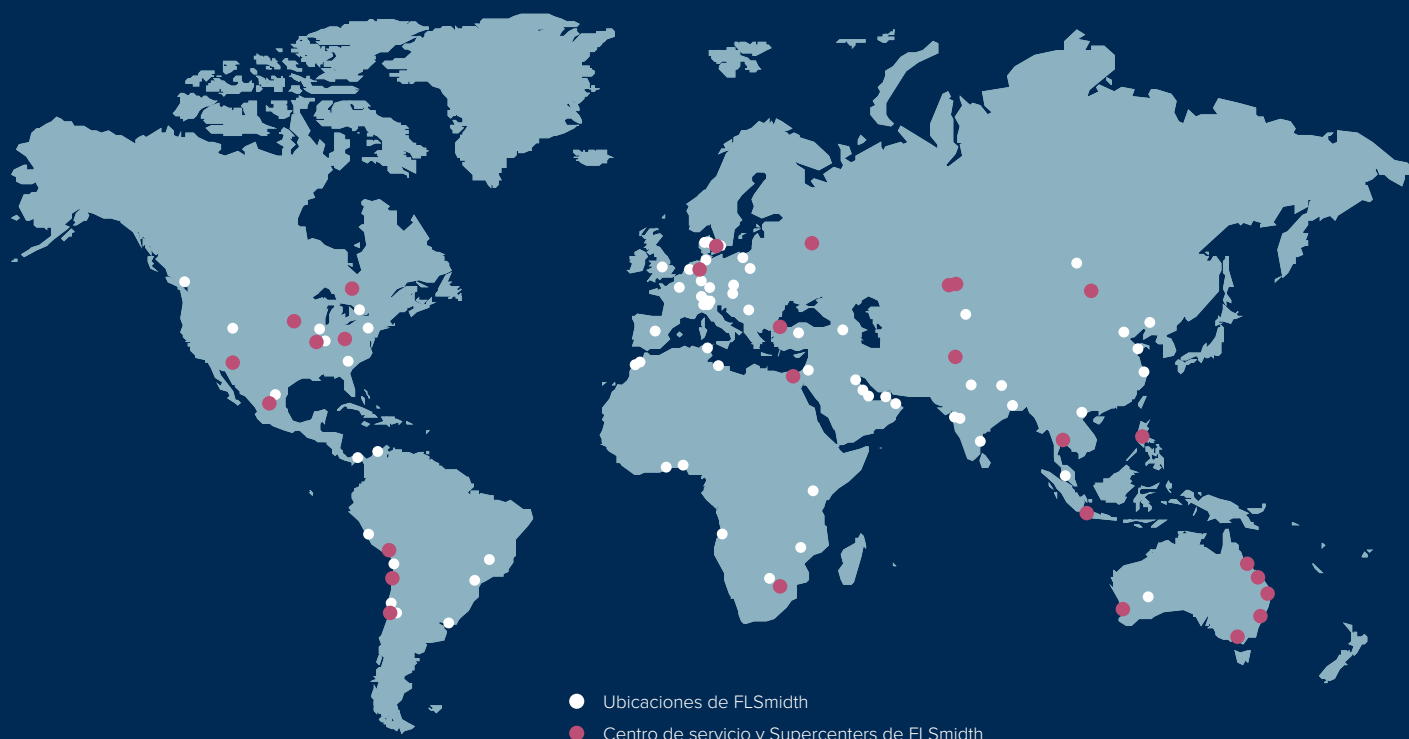 Ubicaciones de FLSmidth
Centro de servicio y Supercenters de FLSmidth